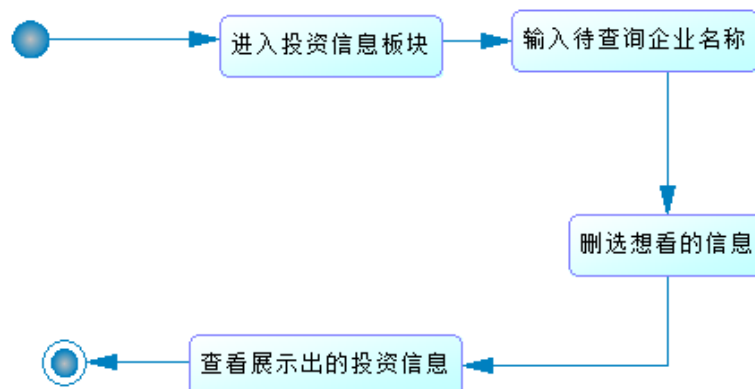 进入投资信息板块
输入待查询企业名称
删选想看的信息
查看展示出的投资信息